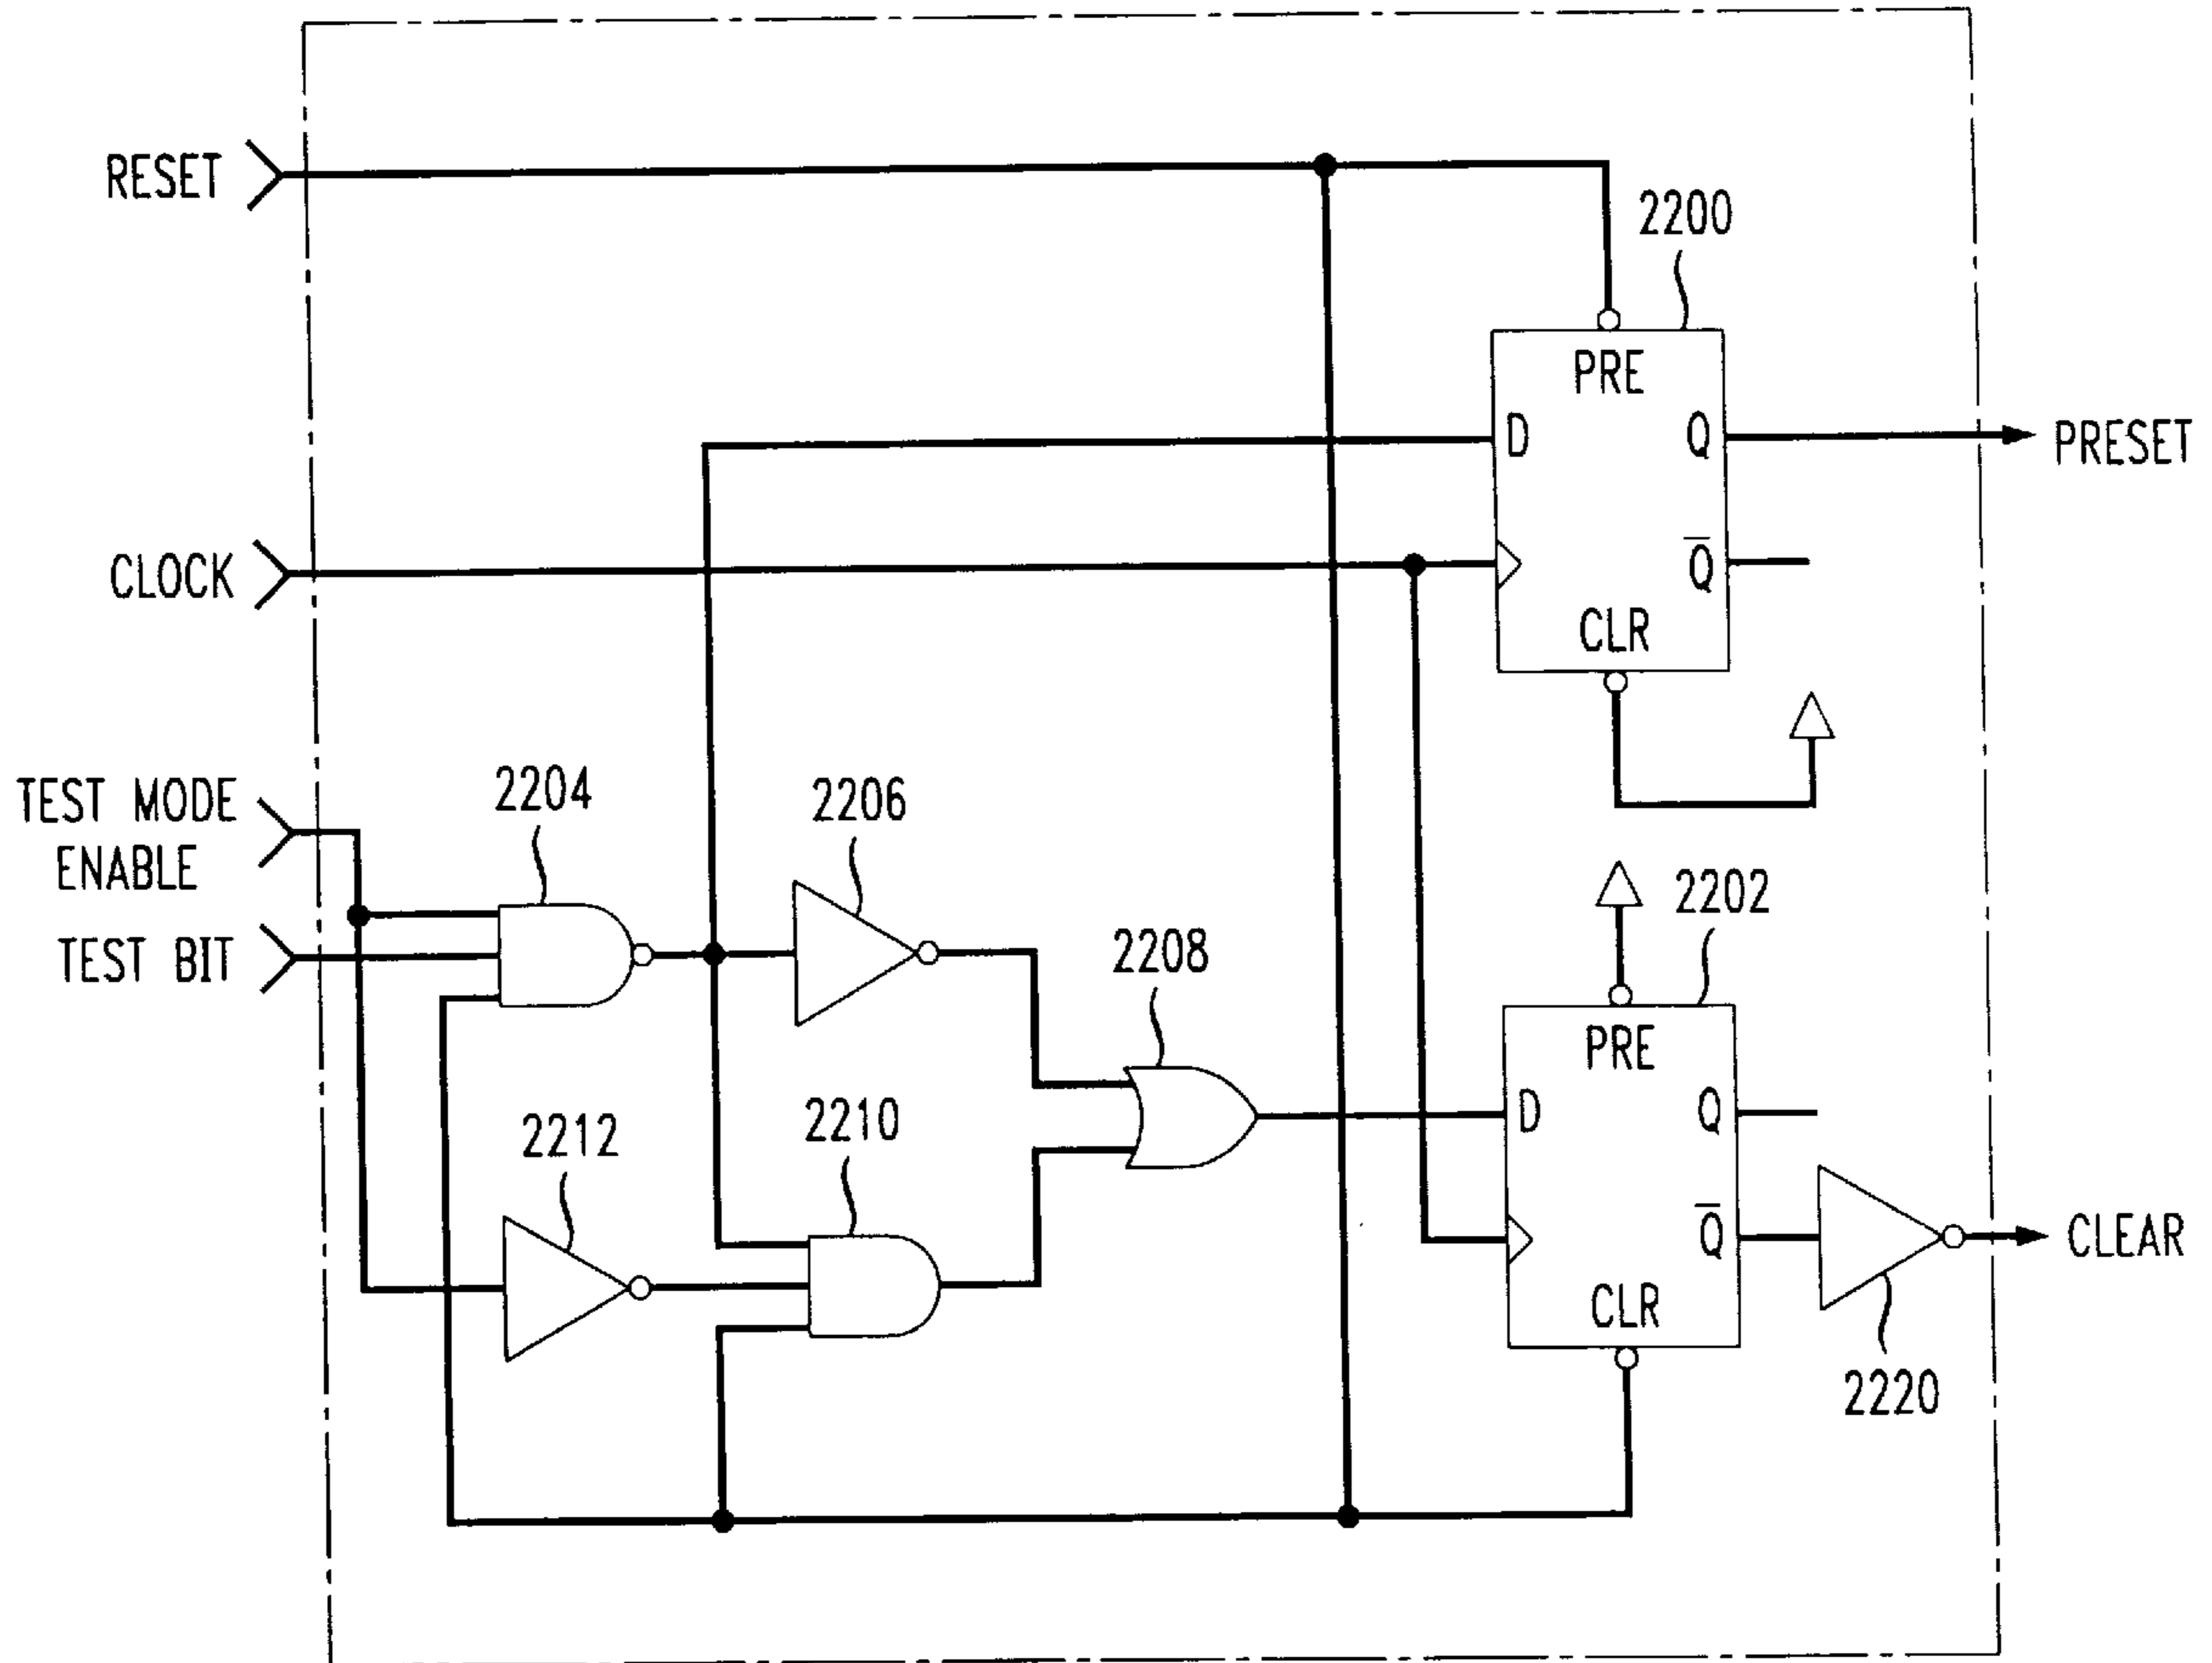 RESET
2200
PRE
D
Q
PRESET
CLOCK
Q̅
CLR
TEST MODE
ENABLE
2204
2206
TEST BIT
2202
2208
PRE
D
Q
2212
2210
Q̅
CLEAR
CLR
2220